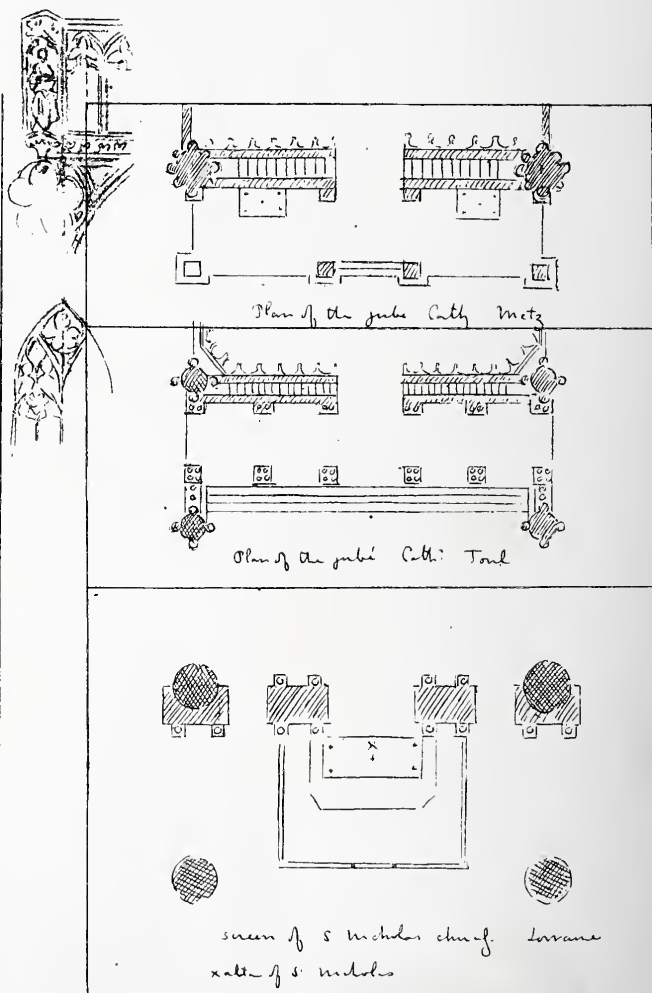 Plan of the jube Cath Metz
Plan of the jubé Cath: Toul
x
screen of S Nicholas church. Lorraine
x altar of S. Nicholas